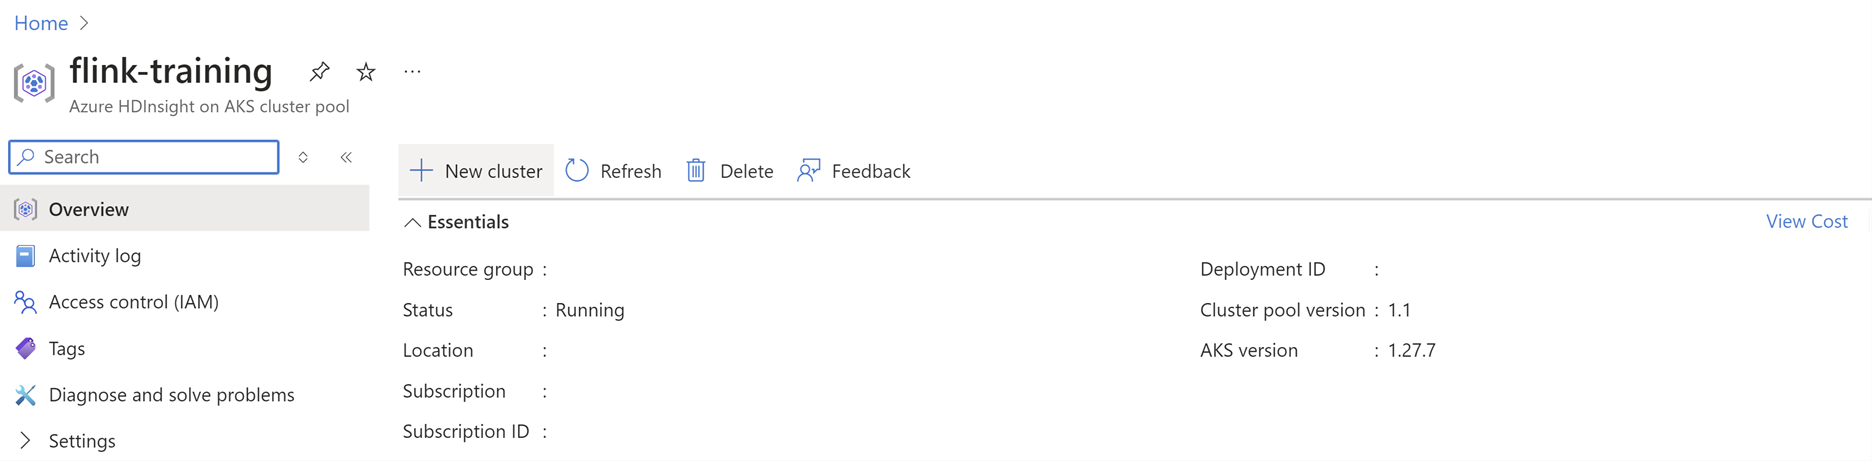 Home >
flink-training ...
Azure HDInsight on AKS cluster pool
Search
Overview
Activity log
Access control (IAM)
Tags
Diagnose and solve problems
Settings
New cluster Refresh Delete Feedback
Essentials View Cost
Resource group :
Status : Running
Location :
Subscription :
Subscription ID :
Deployment ID :
Cluster pool version : 1.1
AKS version : 1.27.7